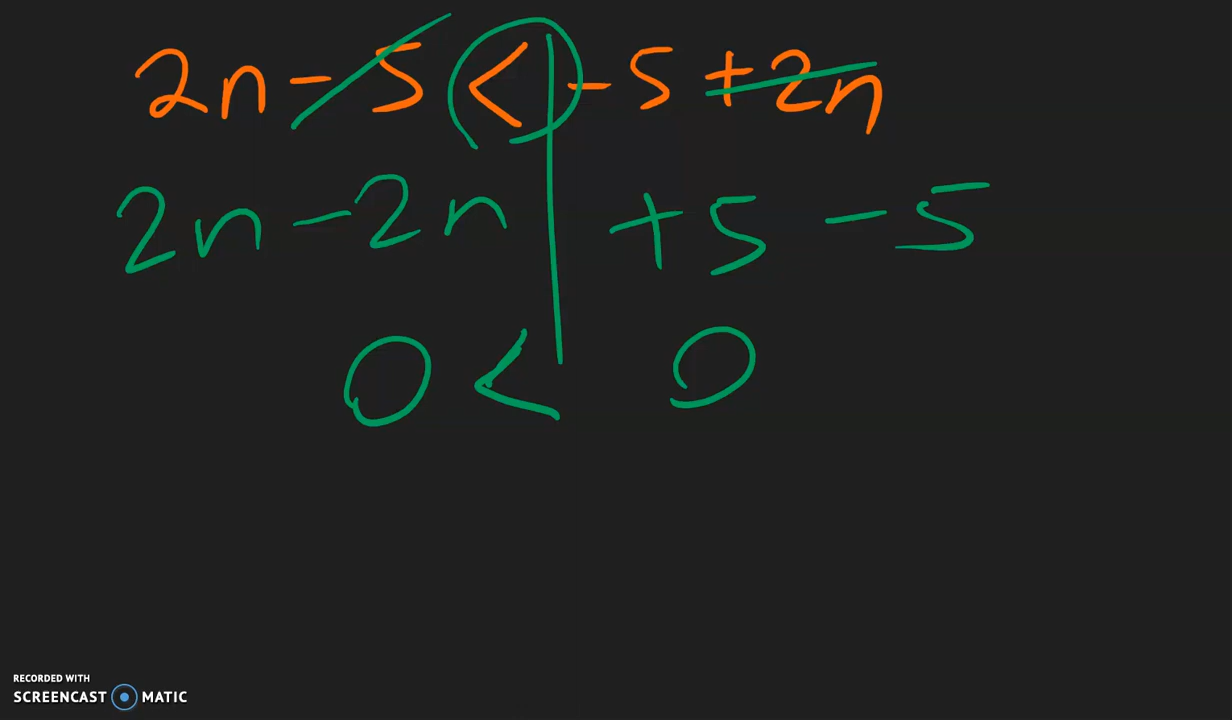 2n - 5 < - 5 + 2n
2n - 2n + 5 - 5
0 < 0
RECORDED WITH
SCREENCAST MATIC